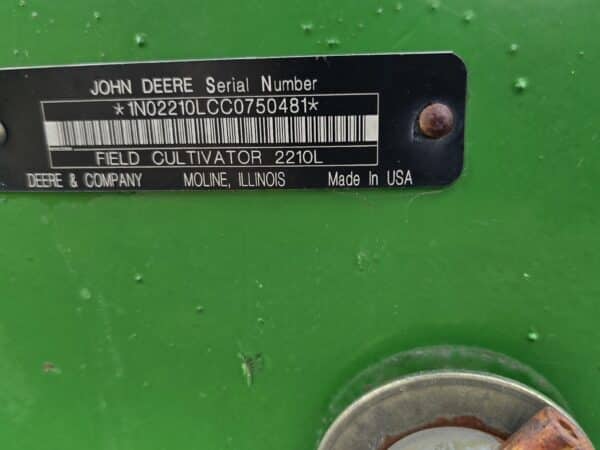 JOHN DEERE Serial Number
*1N02210LCC0750481*
FIELD CULTIVATOR 2210L
DEERE & COMPANY MOLINE, ILLINOIS Made In USA